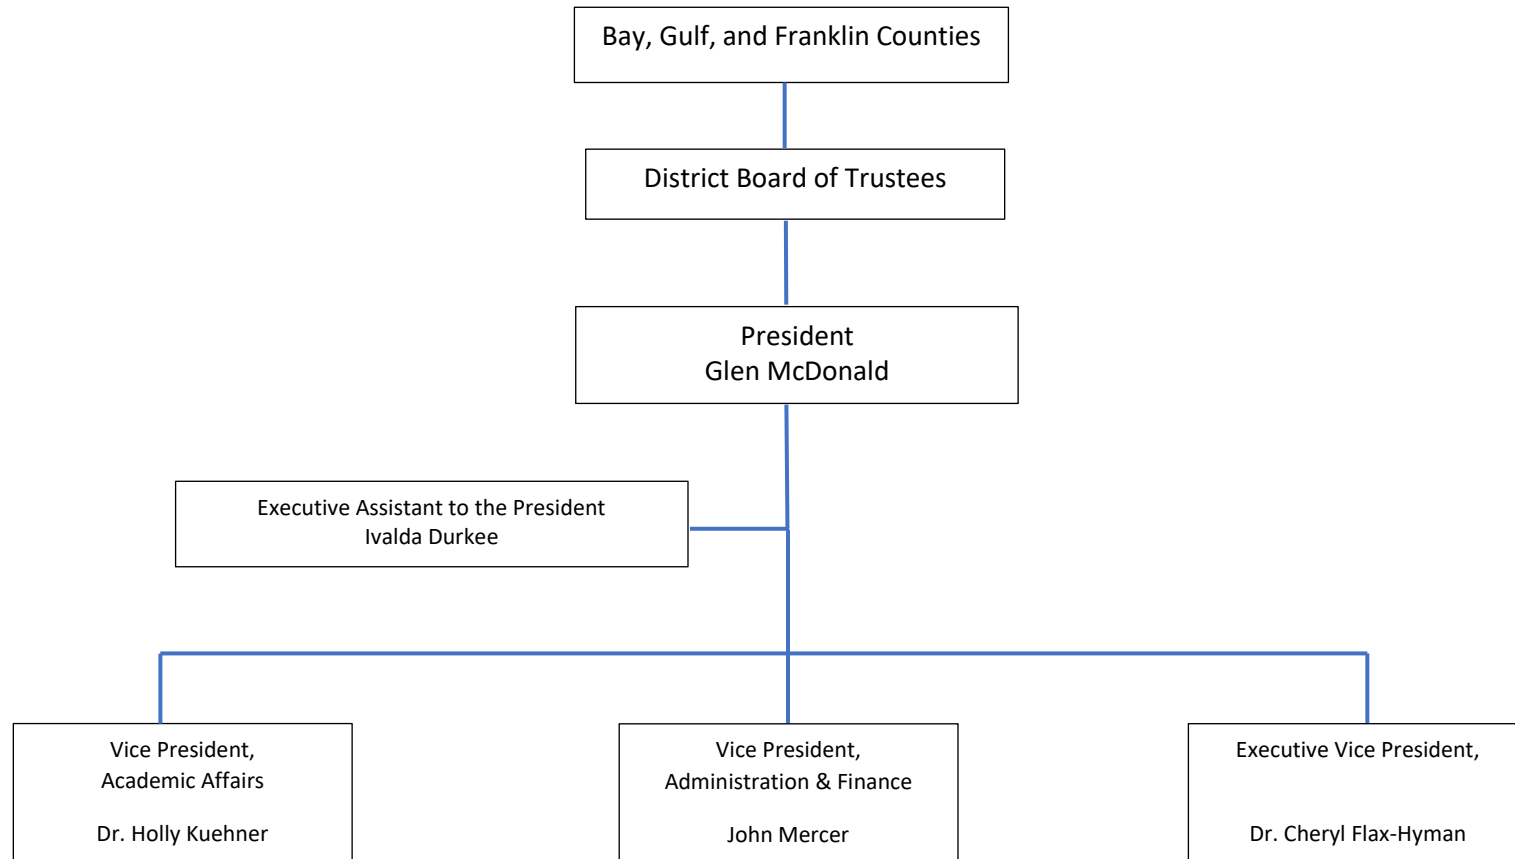 Bay, Gulf, and Franklin Counties
District Board of Trustees
President
Glen McDonald
Executive Assistant to the President
Ivalda Durkee
Vice President,
Academic Affairs
Dr. Holly Kuehner
Vice President,
Administration & Finance
John Mercer
Executive Vice President,
Dr. Cheryl Flax-Hyman